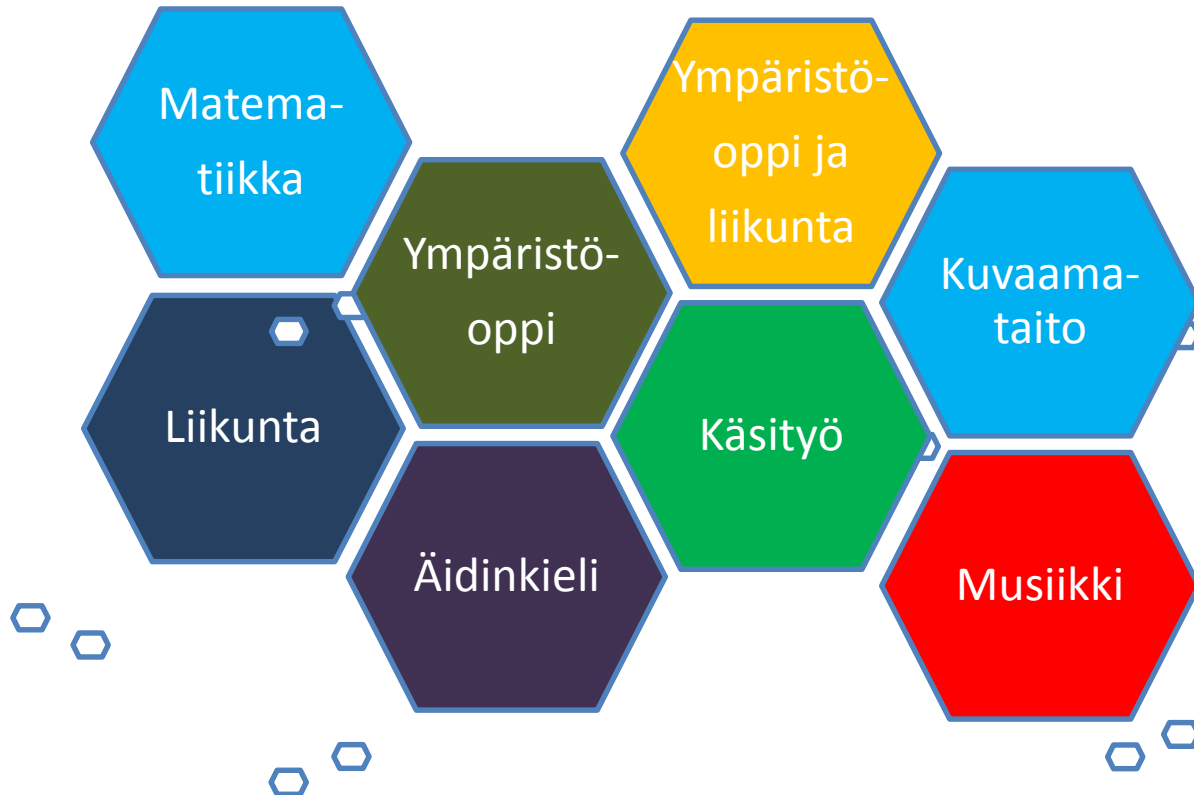 Matema-
tiikka
Ympäristö-
oppi ja
liikunta
Ympäristö-
oppi
Kuvaama-
taito
Liikunta
Käsityö
Äidinkieli
Musiikki